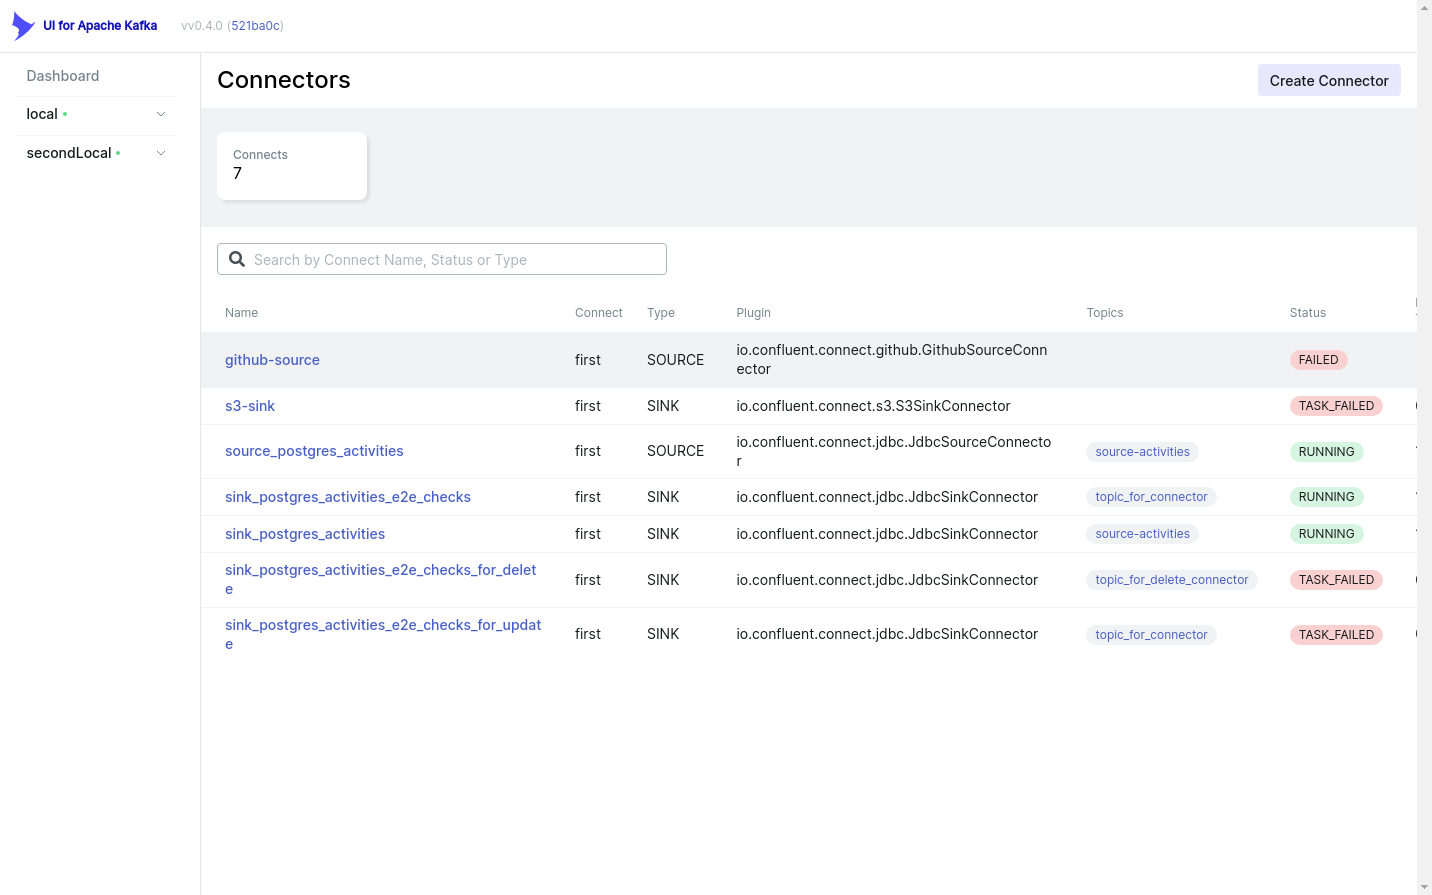 UI for Apache Kafka vv0.4.0 (521ba0c)
Dashboard
local
secondLocal
Connectors
Create Connector
Connects
7
Search by Connect Name, Status or Type
Name Connect Type Plugin Topics Status
github-source first SOURCE io.confluent.connect.github.GithubSourceConn
ector FAILED
s3-sink first SINK io.confluent.connect.s3.S3SinkConnector TASK_FAILED
source_postgres_activities first SOURCE io.confluent.connect.jdbc.JdbcSourceConnecto
r source-activities RUNNING
sink_postgres_activities_e2e_checks first SINK io.confluent.connect.jdbc.JdbcSinkConnector topic_for_connector RUNNING
sink_postgres_activities first SINK io.confluent.connect.jdbc.JdbcSinkConnector source-activities RUNNING
sink_postgres_activities_e2e_checks_for_delet
e first SINK io.confluent.connect.jdbc.JdbcSinkConnector topic_for_delete_connector TASK_FAILED
sink_postgres_activities_e2e_checks_for_updat
e first SINK io.confluent.connect.jdbc.JdbcSinkConnector topic_for_connector TASK_FAILED